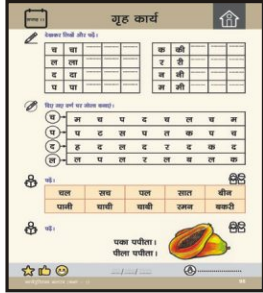 गृह कार्य
देखकर लिखें और पढ़ें।
च चा क की
ल ला र री
द दा न नी
प पा म मी
दिए गए वर्ण पर गोला बनाएं।
च म च प द च ल च म
प प द स प त क प च
द ह द ल द र द क द
ल ल प ल र ल ब ल क
पढ़ें।
चल सच पल सात बीन
पानी चाची चाबी रमन बकरी
पढ़ें।
पका पपीता।
पीला पपीता।